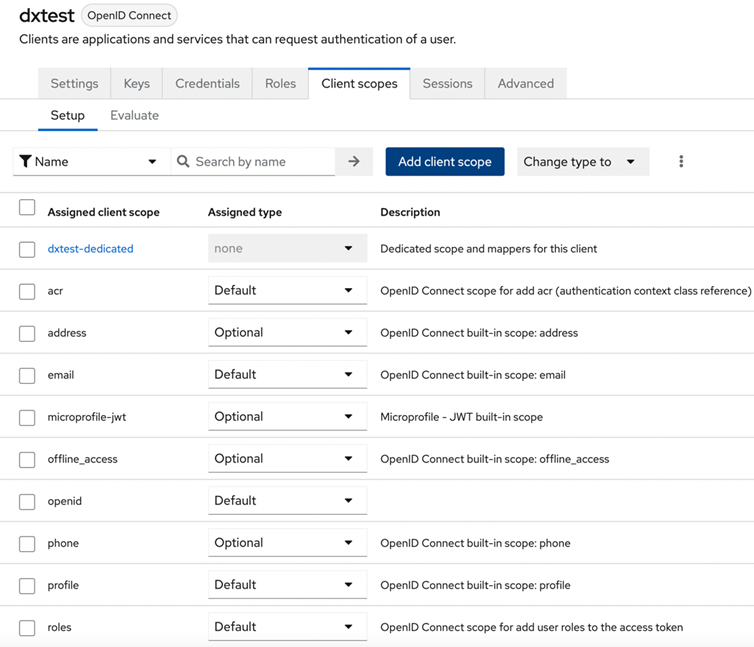 dxtest OpenID Connect
Clients are applications and services that can request authentication of a user.
Settings Keys Credentials Roles Client scopes Sessions Advanced
Setup Evaluate
Name Search by name Add client scope Change type to
Assigned client scope Assigned type Description
dxtest-dedicated none Dedicated scope and mappers for this client
acr Default OpenID Connect scope for add acr (authentication context class reference)
address Optional OpenID Connect built-in scope: address
email Default OpenID Connect built-in scope: email
microprofile-jwt Optional Microprofile - JWT built-in scope
offline_access Optional OpenID Connect built-in scope: offline_access
openid Default
phone Optional OpenID Connect built-in scope: phone
profile Default OpenID Connect built-in scope: profile
roles Default OpenID Connect scope for add user roles to the access token